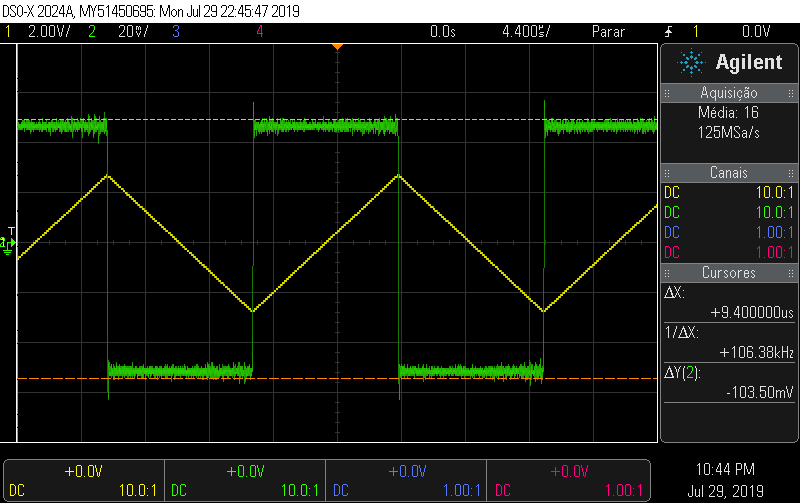 DSO-X 2024A, MY51450695: Mon Jul 29 22:45:47 2019
1 2.00V/ 2 20mV/ 3 4 0.0s 4.400us/ Parar 1 0.0V
Agilent
Aquisição
Média: 16
125MSa/s
Canais
DC 10.0:1
DC 10.0:1
DC 1.00:1
DC 1.00:1
Cursores
ΔX:
+9.400000us
1/ΔX:
+106.38kHz
ΔY(2):
-103.50mV
T
2
+0.0V +0.0V +0.0V +0.0V
DC 10.0:1 DC 10.0:1 DC 1.00:1 DC 1.00:1
10:44 PM
Jul 29, 2019